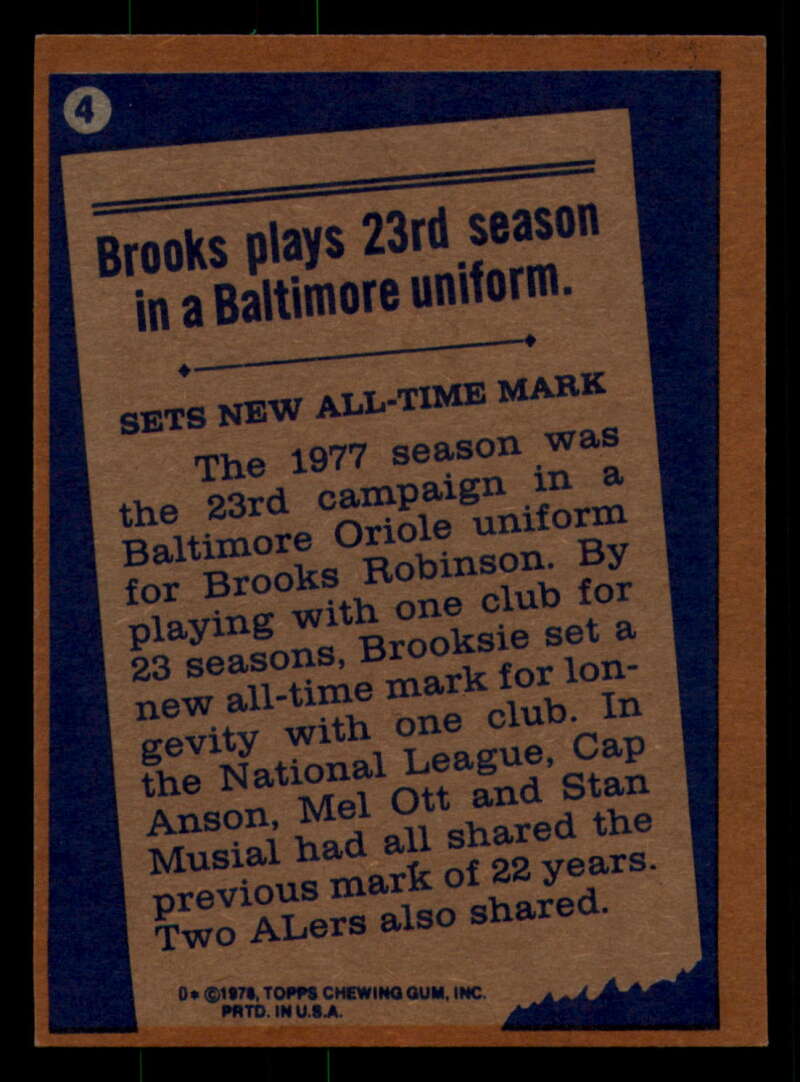 4
Brooks plays 23rd season
in a Baltimore uniform.
SETS NEW ALL-TIME MARK
The 1977 season was
the 23rd campaign in a
Baltimore Oriole uniform
for Brooks Robinson. By
playing with one club for
23 seasons, Brooksie set a
new all-time mark for lon-
gevity with one club. In
the National League, Cap
Anson, Mel Ott and Stan
Musial had all shared the
previous mark of 22 years.
Two ALers also shared.
D* ©1978, TOPPS CHEWING GUM, INC.
PRTD. IN U.S.A.